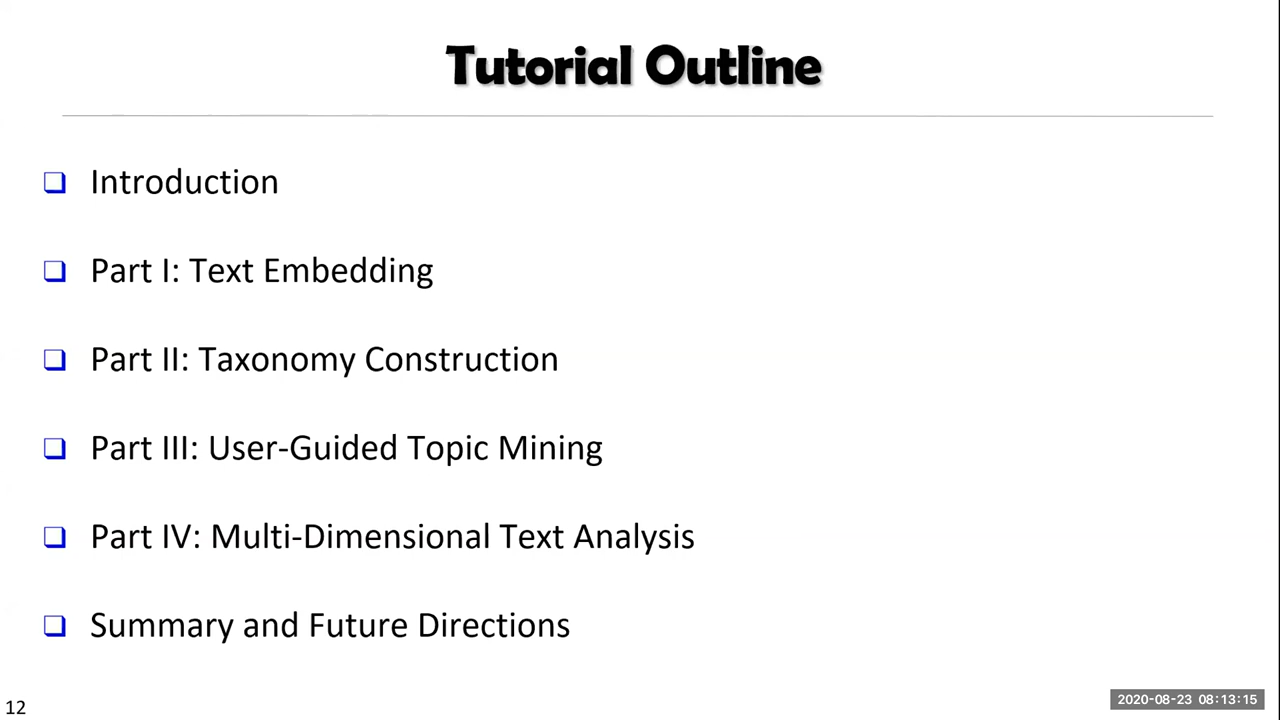 Tutorial Outline
Introduction
Part I: Text Embedding
Part II: Taxonomy Construction
Part III: User-Guided Topic Mining
Part IV: Multi-Dimensional Text Analysis
Summary and Future Directions
12
2020-08-23 08:13:15